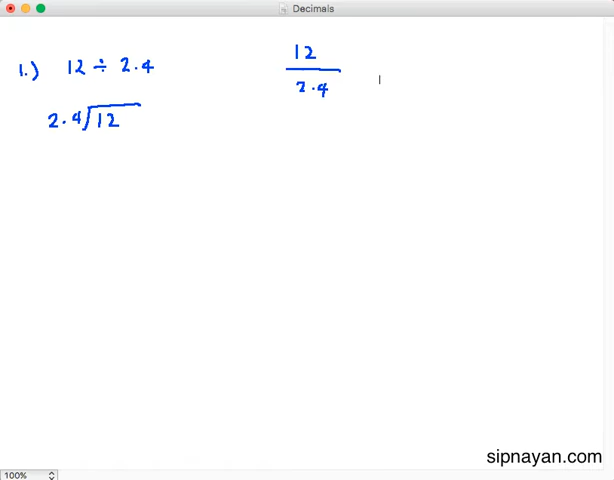 Decimals
1.) 12 ÷ 2.4
2.4⟌12
12
2.4
sipnayan.com
100%